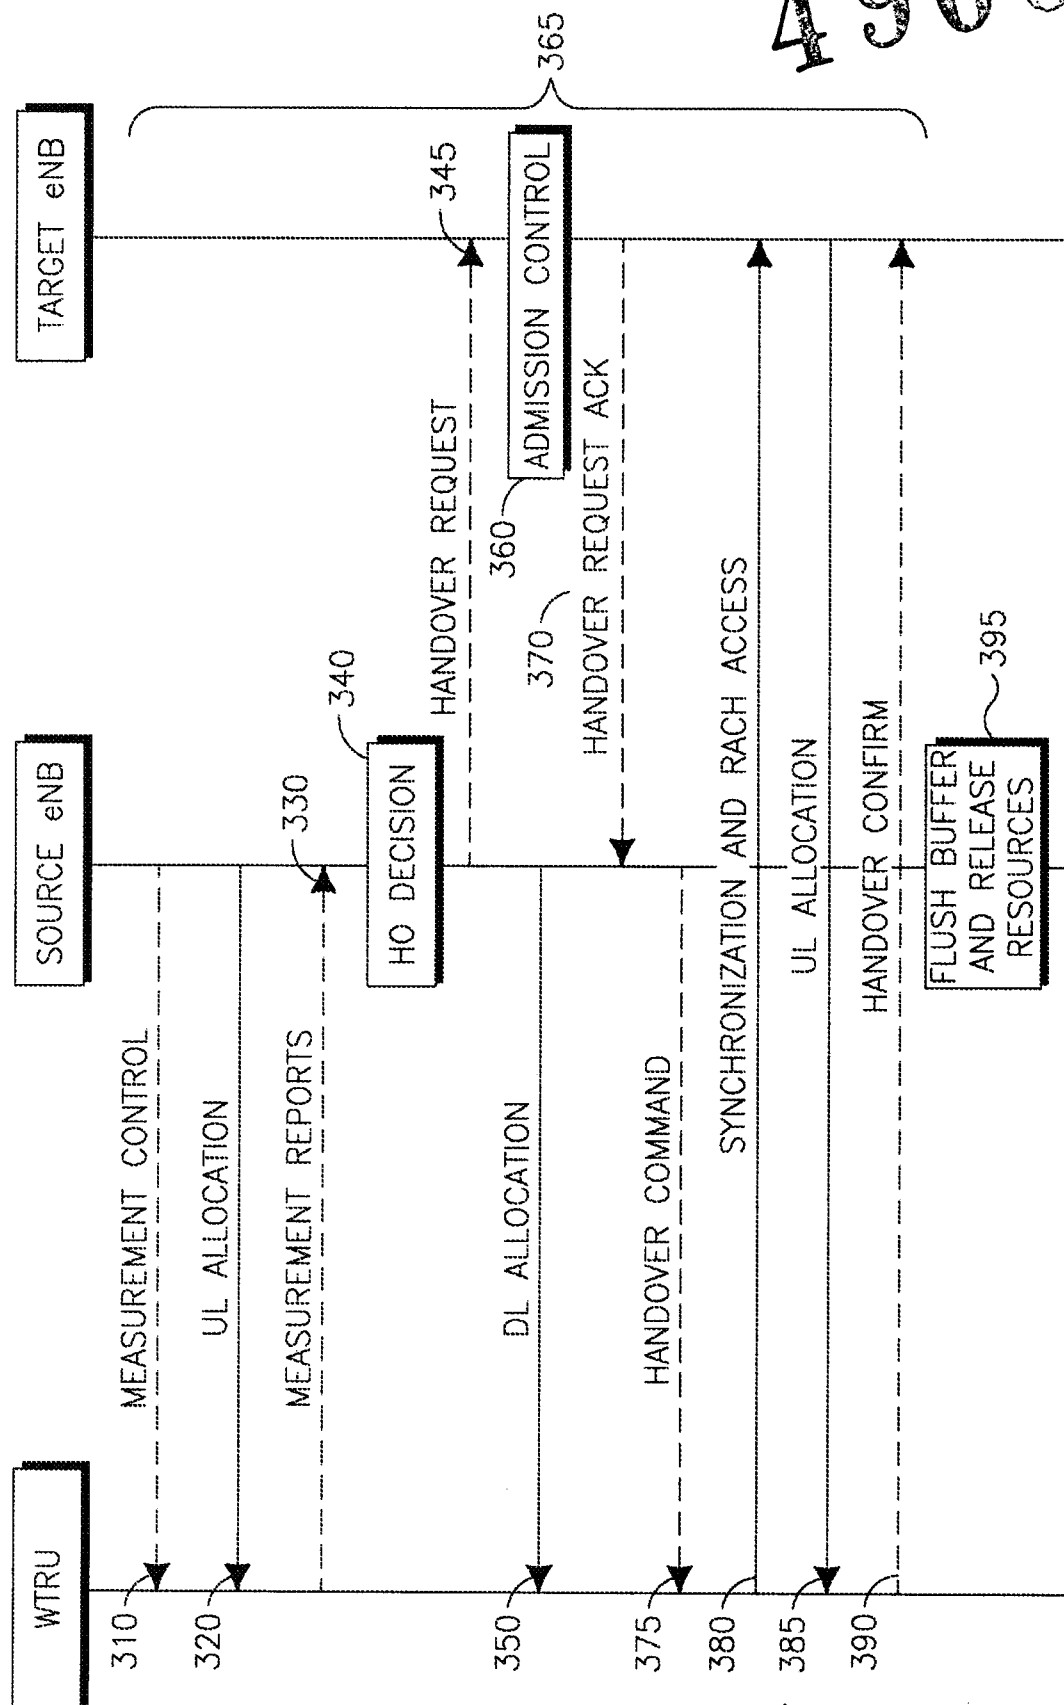 WTRU
SOURCE eNB
TARGET eNB
310
MEASUREMENT CONTROL
320
UL ALLOCATION
MEASUREMENT REPORTS
330
HO DECISION
340
HANDOVER REQUEST
345
350
DL ALLOCATION
360
ADMISSION CONTROL
365
370
HANDOVER REQUEST ACK
375
HANDOVER COMMAND
380
SYNCHRONIZATION AND RACH ACCESS
385
UL ALLOCATION
390
HANDOVER CONFIRM
FLUSH BUFFER
AND RELEASE
RESOURCES
395
496